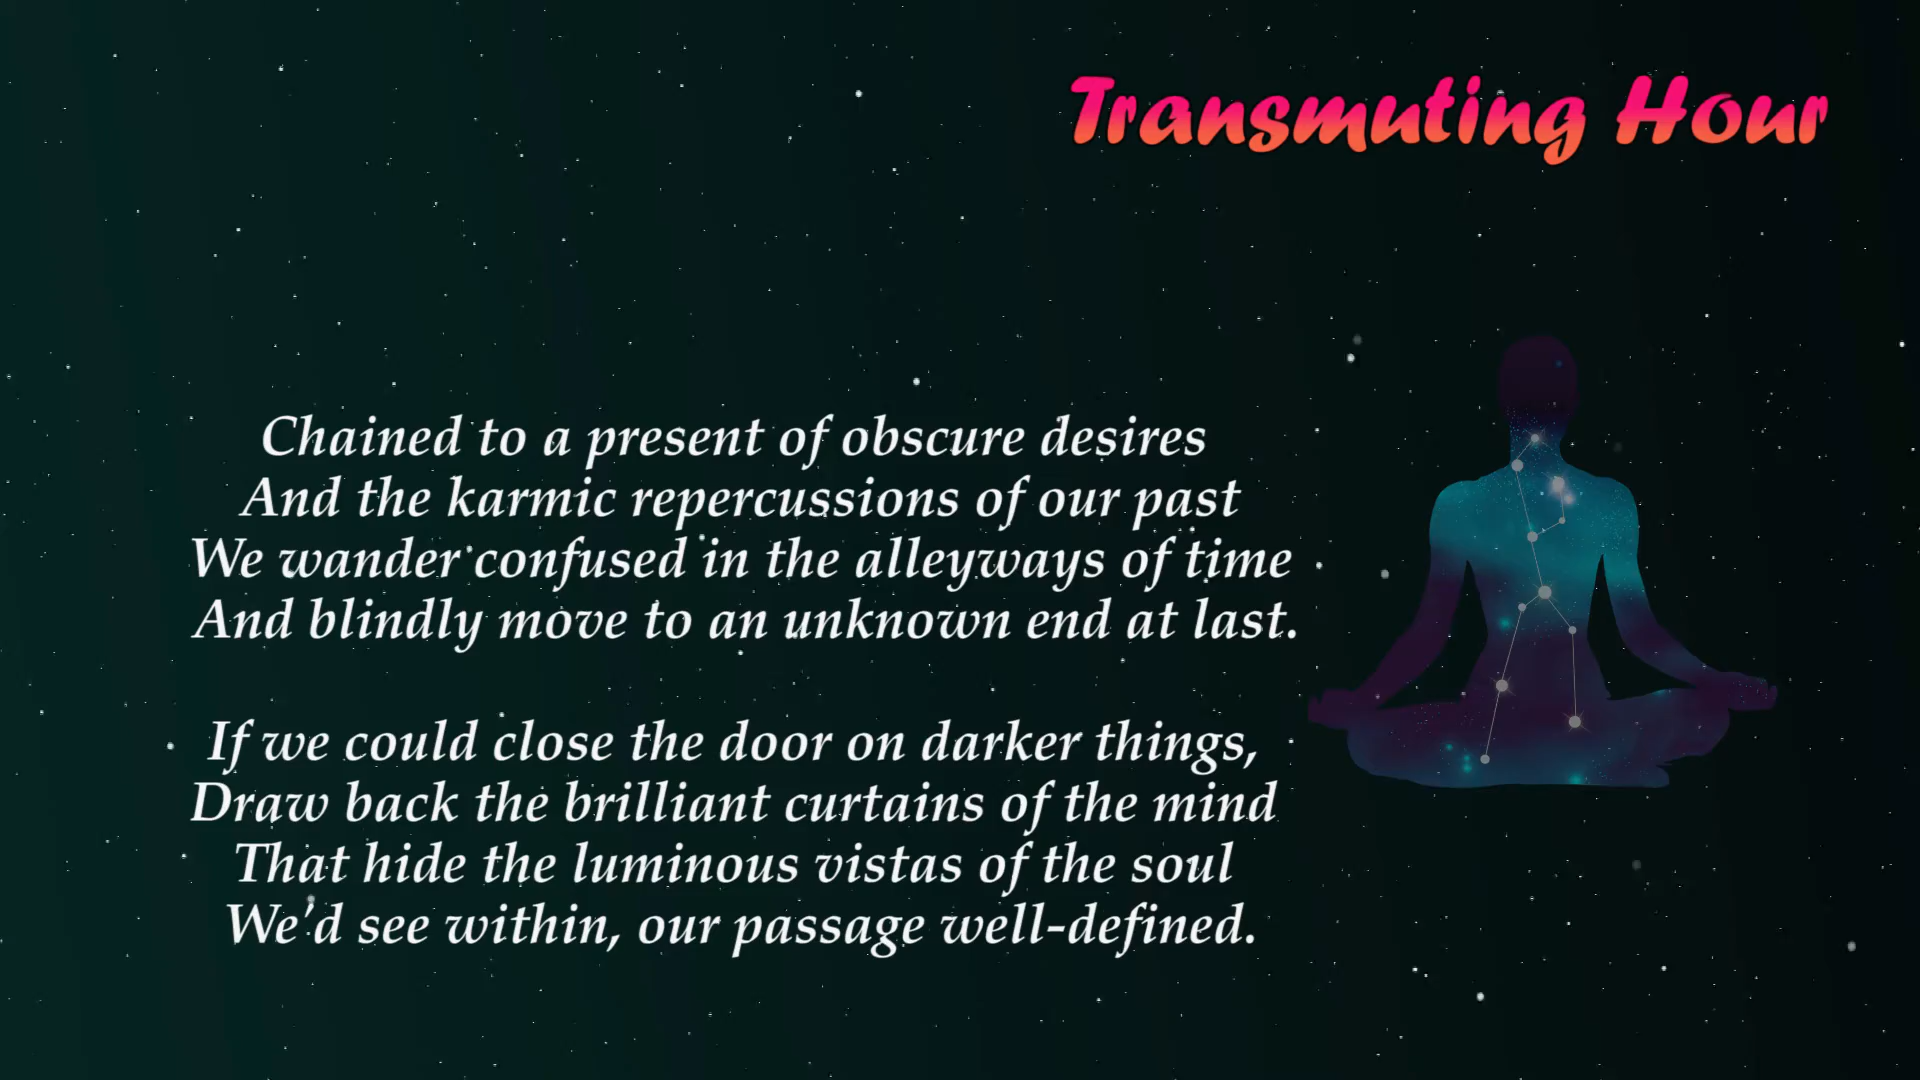 Transmuting Hour
Chained to a present of obscure desires
And the karmic repercussions of our past
We wander confused in the alleyways of time
And blindly move to an unknown end at last.
If we could close the door on darker things,
Draw back the brilliant curtains of the mind
That hide the luminous vistas of the soul
We'd see within, our passage well-defined.